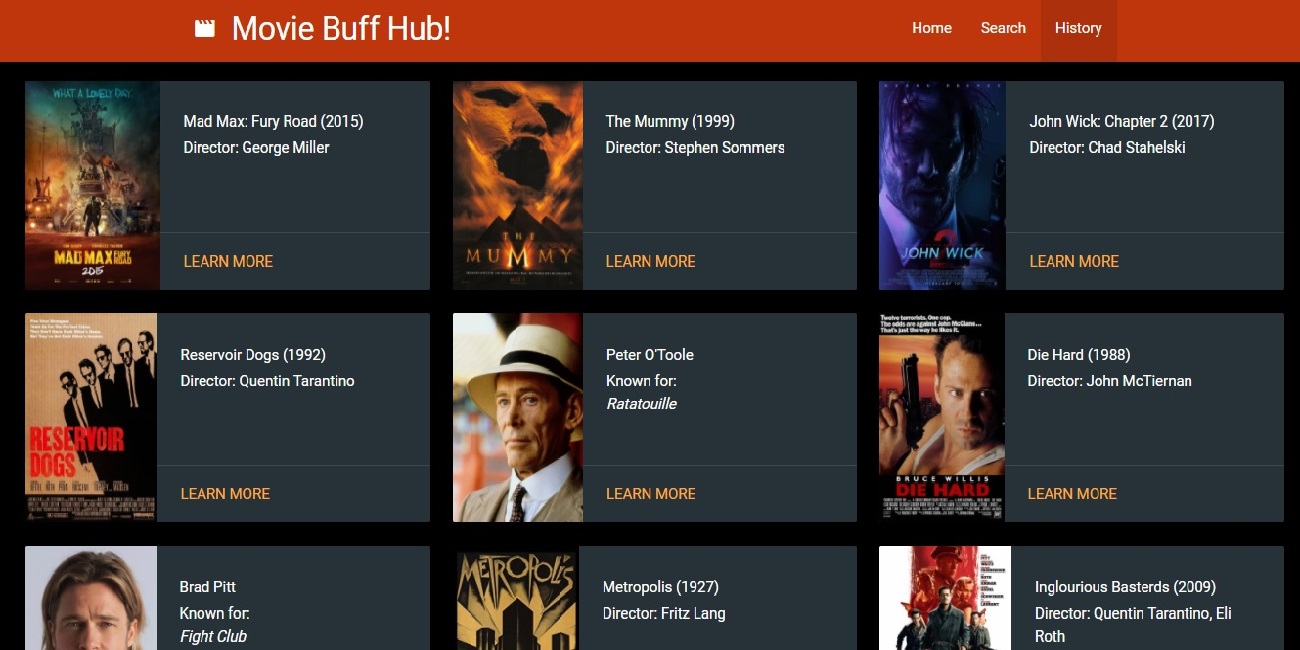 Movie Buff Hub!
Home
Search
History
WHAT A LOVELY DAY.
MAD MAX FURY ROAD
2015
Mad Max: Fury Road (2015)
Director: George Miller
LEARN MORE
THE
MUMMY
The Mummy (1999)
Director: Stephen Sommers
LEARN MORE
2
JOHN WICK
John Wick: Chapter 2 (2017)
Director: Chad Stahelski
LEARN MORE
RESERVOIR
DOGS
Reservoir Dogs (1992)
Director: Quentin Tarantino
LEARN MORE
Peter O'Toole
Known for:
Ratatouille
LEARN MORE
Twelve terrorists. One cop.
The odds are against John McClane...
That's just the way he likes it.
BRUCE WILLIS
DIE HARD
Die Hard (1988)
Director: John McTiernan
LEARN MORE
Brad Pitt
Known for:
Fight Club
METROPOLIS
Metropolis (1927)
Director: Fritz Lang
Inglourious Basterds (2009)
Director: Quentin Tarantino, Eli
Roth